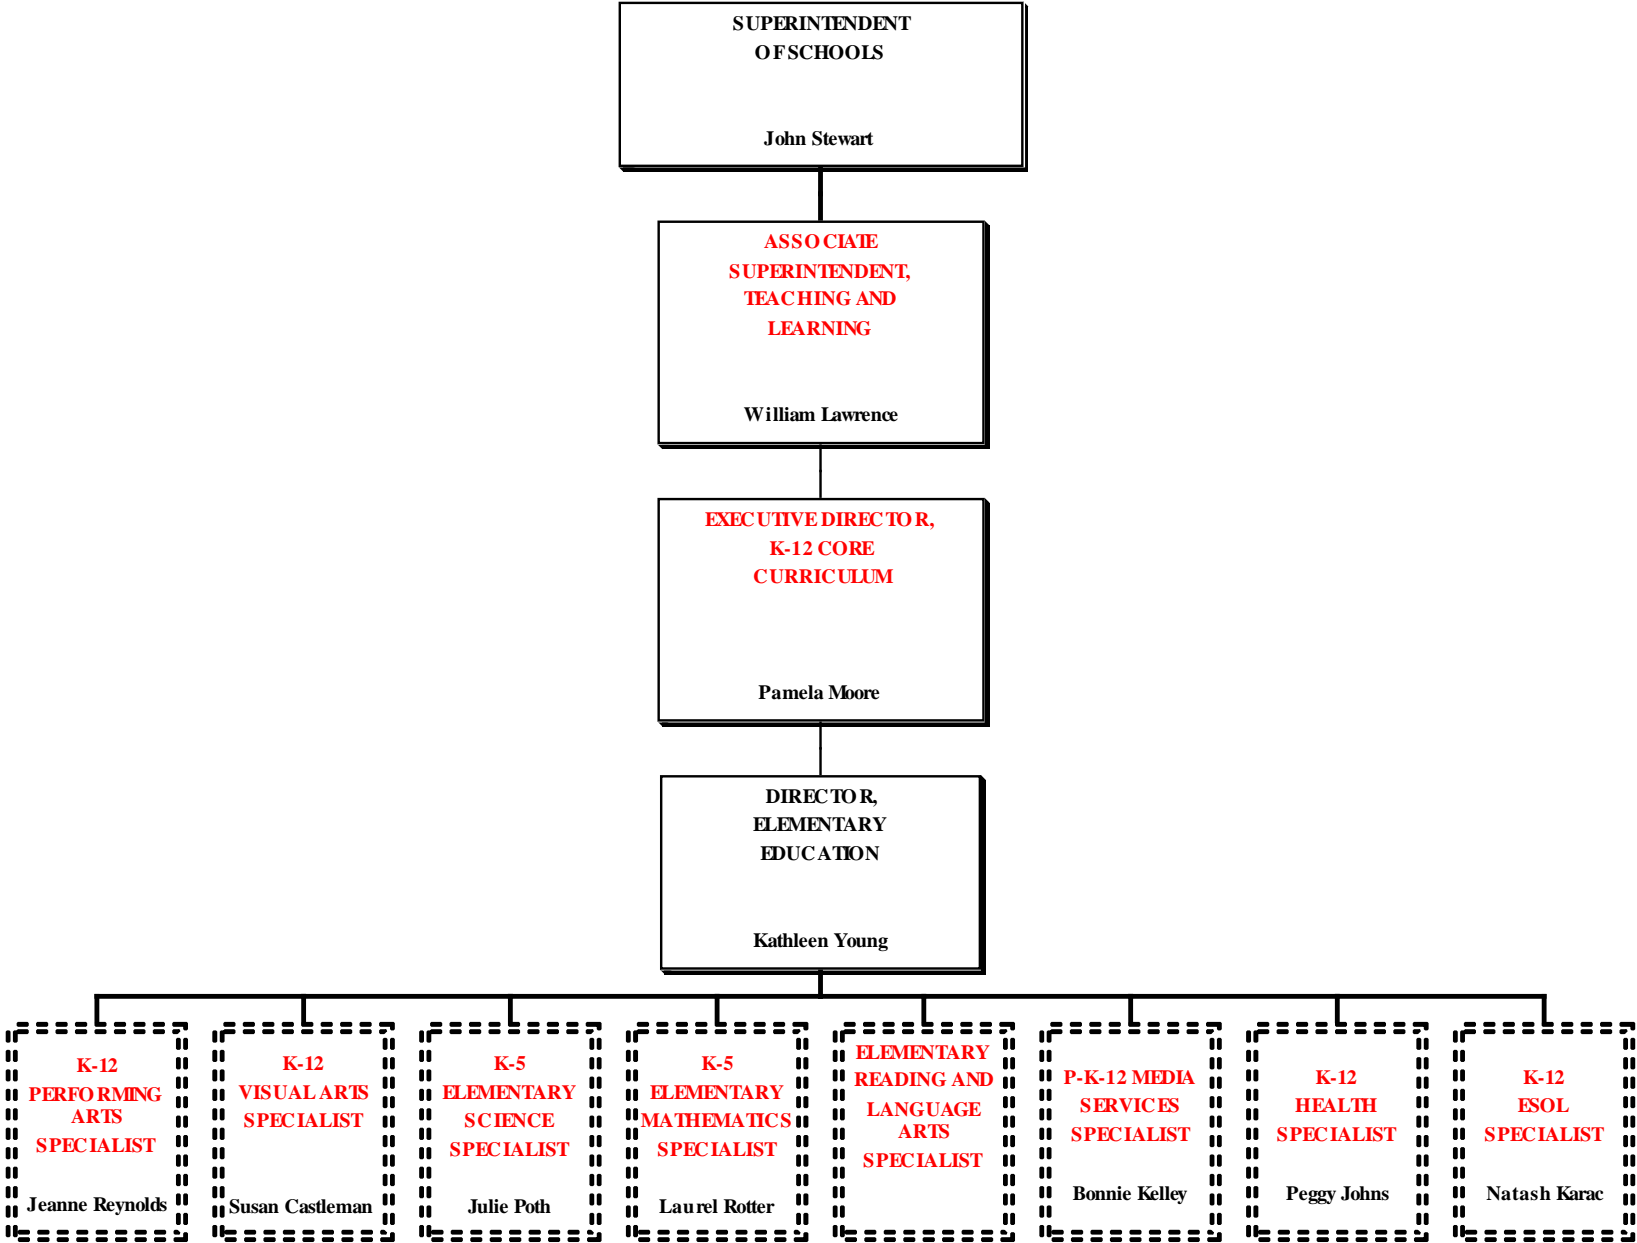 SUPERINTENDENT
OF SCHOOLS
John Stewart
ASSOCIATE
SUPERINTENDENT,
TEACHING AND
LEARNING
William Lawrence
EXECUTIVE DIRECTOR,
K-12 CORE
CURRICULUM
Pamela Moore
DIRECTOR,
ELEMENTARY
EDUCATION
Kathleen Young
K-12
PERFORMING
ARTS
SPECIALIST
Jeanne Reynolds
K-12
VISUAL ARTS
SPECIALIST
Susan Castleman
K-5
ELEMENTARY
SCIENCE
SPECIALIST
Julie Poth
K-5
ELEMENTARY
MATHEMATICS
SPECIALIST
Laurel Rotter
ELEMENTARY
READING AND
LANGUAGE
ARTS
SPECIALIST
P-K-12 MEDIA
SERVICES
SPECIALIST
Bonnie Kelley
K-12
HEALTH
SPECIALIST
Peggy Johns
K-12
ESOL
SPECIALIST
Natash Karac